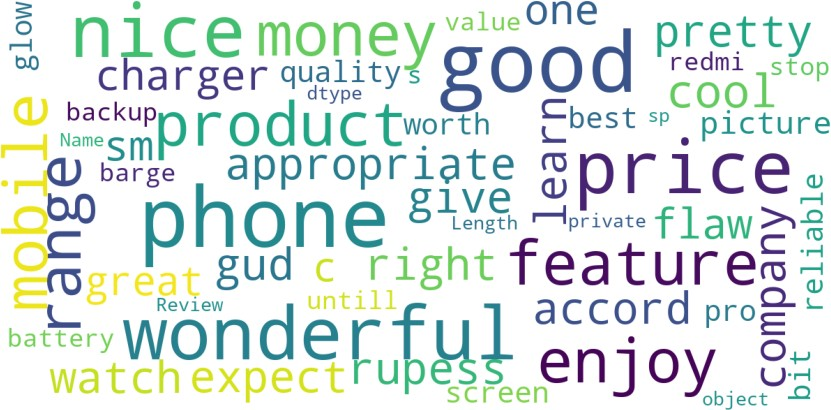 glow
nice
money
value
one
pretty
charger
quality
s
good
redmi
stop
dtype
cool
mobile
backup
product
worth
learn
best
sp
picture
Name
sm
barge
appropriate
price
range
phone
give
Length
private
flaw
reliable
great
gud
c
right
feature
company
Review
untill
accord
pro
battery
wonderful
enjoy
bit
watch
expect
rupess
screen
object